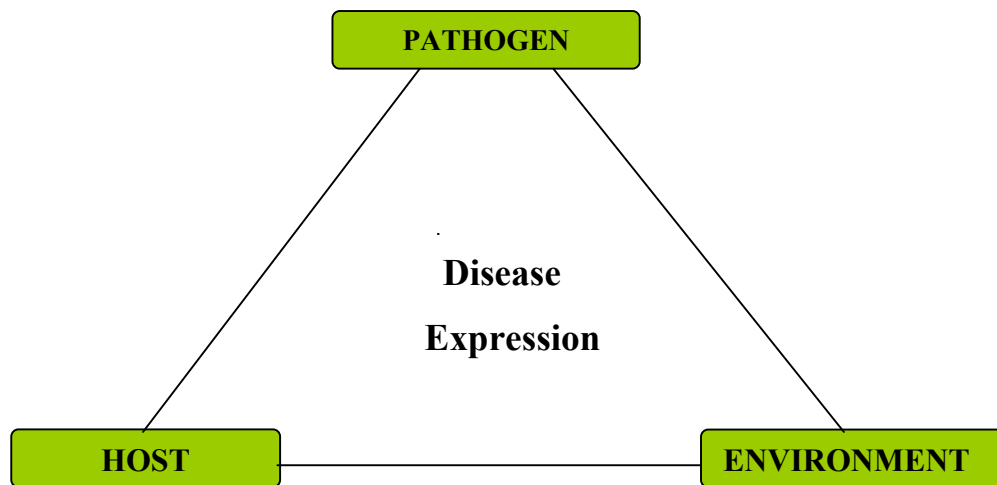 PATHOGEN
Disease
Expression
HOST
ENVIRONMENT